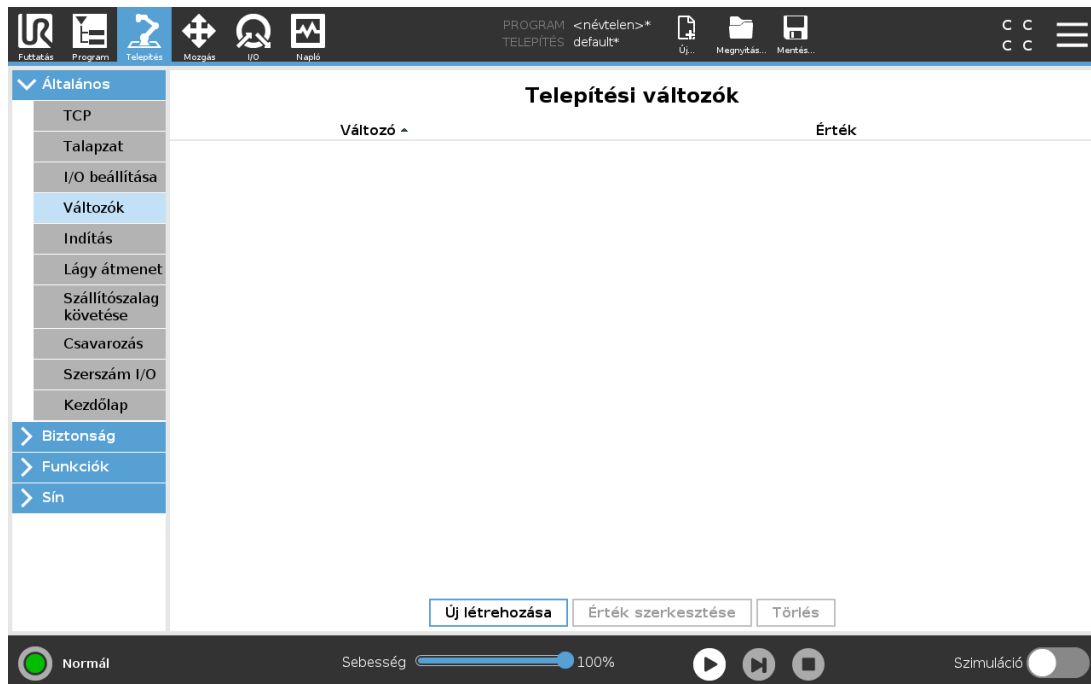 PROGRAM <névtelen>*
TELEPÍTÉS default*
C C
C C
Futtatás Program Telepítés Mozgás I/O Napló
Új... Megnyitás... Mentés...
Általános
TCP
Talapzat
I/O beállítása
Változók
Indítás
Lágy átmenet
Szállítószalag
követése
Csavarozás
Szerszám I/O
Kezdőlap
Biztonság
Funkciók
Sín
Telepítési változók
Változó Érték
Új létrehozása Érték szerkesztése Törlés
Normál Sebesség 100% Szimuláció